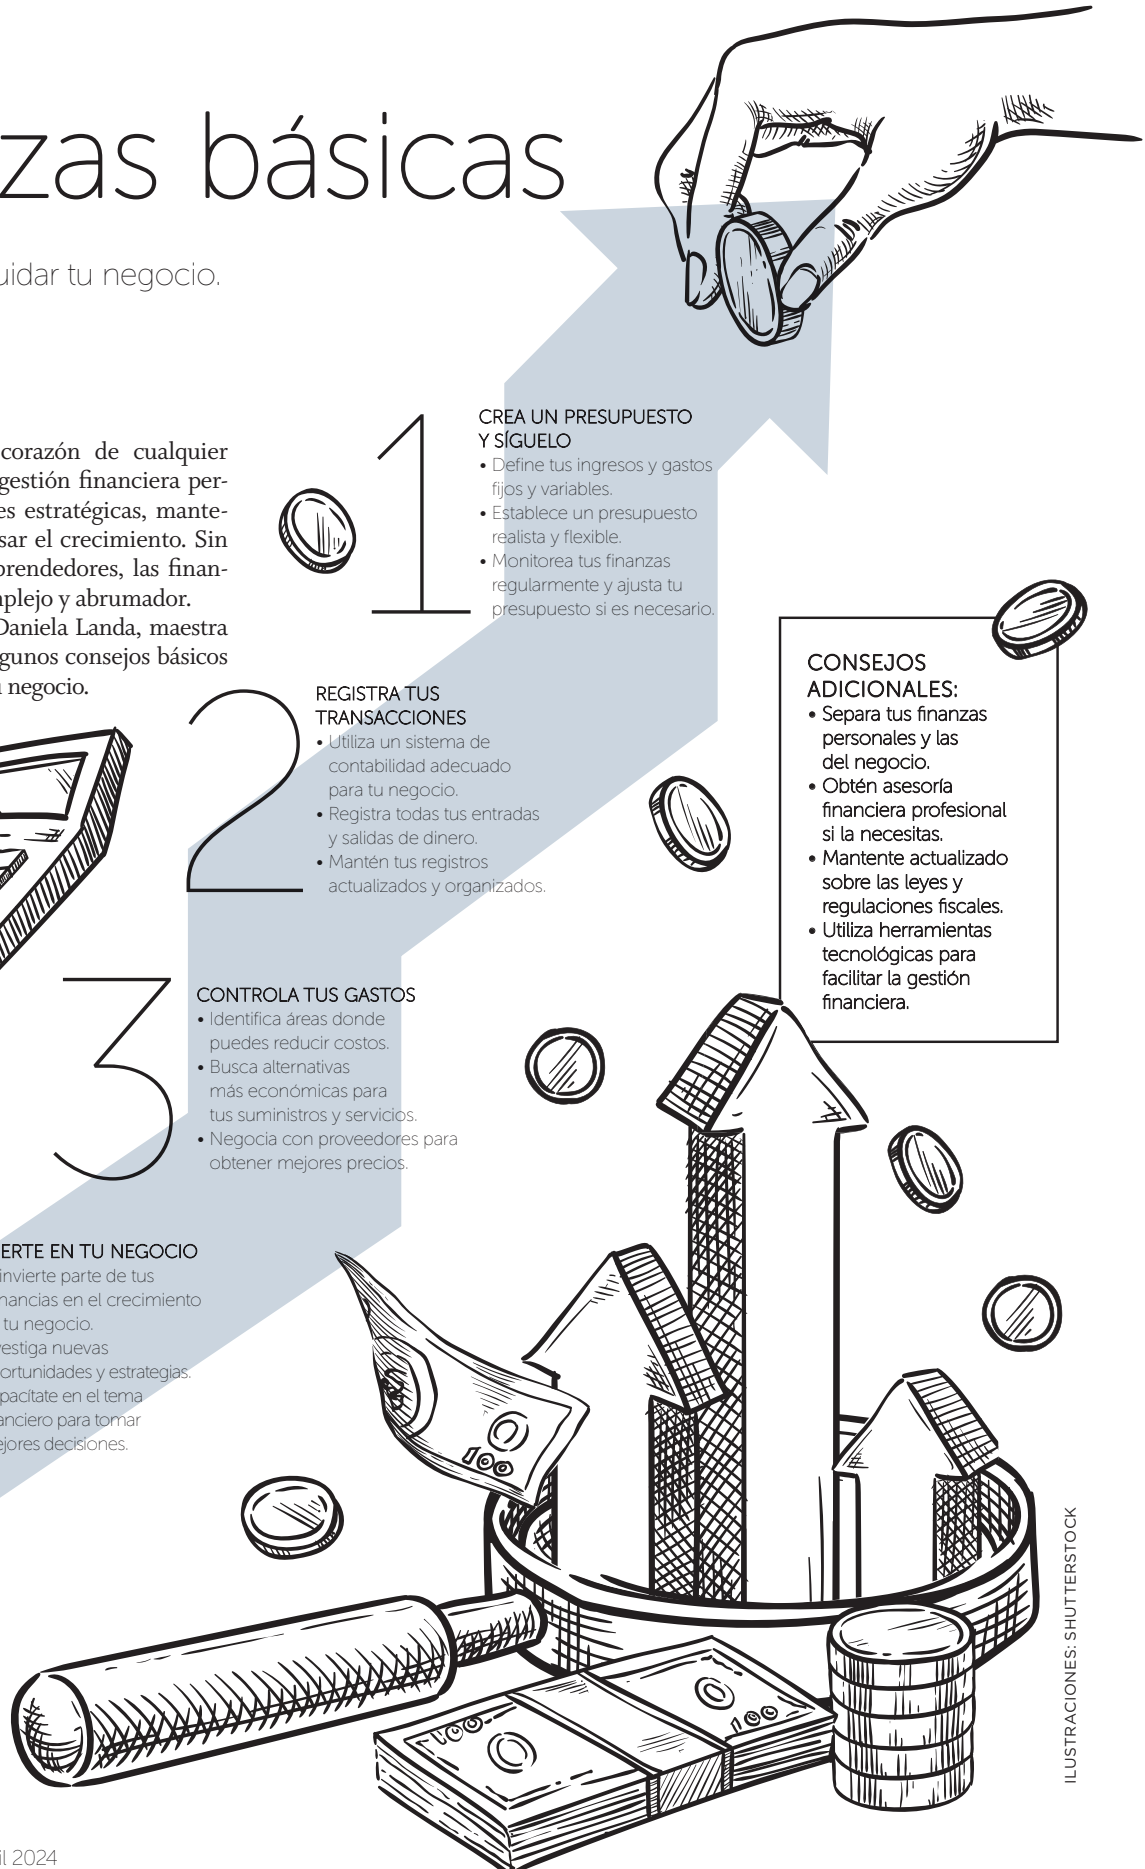 zas básicas
uidar tu negocio.
corazón de cualquier
gestión financiera per-
es estratégicas, mante-
sar el crecimiento. Sin
prendedores, las finan-
mplejo y abrumador.
Daniela Landa, maestra
gunos consejos básicos
u negocio.
1
CREA UN PRESUPUESTO
Y SÍGUELO
• Define tus ingresos y gastos
fijos y variables.
• Establece un presupuesto
realista y flexible.
• Monitorea tus finanzas
regularmente y ajusta tu
presupuesto si es necesario.
2
REGISTRA TUS
TRANSACCIONES
• Utiliza un sistema de
contabilidad adecuado
para tu negocio.
• Registra todas tus entradas
y salidas de dinero.
• Mantén tus registros
actualizados y organizados.
3
CONTROLA TUS GASTOS
• Identifica áreas donde
puedes reducir costos.
• Busca alternativas
más económicas para
tus suministros y servicios.
• Negocia con proveedores para
obtener mejores precios.
ERTE EN TU NEGOCIO
invierte parte de tus
nancias en el crecimiento
tu negocio.
vestiga nuevas
ortunidades y estrategias.
pacítate en el tema
anciero para tomar
ejores decisiones.
CONSEJOS
ADICIONALES:
• Separa tus finanzas
personales y las
del negocio.
• Obtén asesoría
financiera profesional
si la necesitas.
• Mantente actualizado
sobre las leyes y
regulaciones fiscales.
• Utiliza herramientas
tecnológicas para
facilitar la gestión
financiera.
100
100
100
ILUSTRACIONES: SHUTTERSTOCK
il 2024